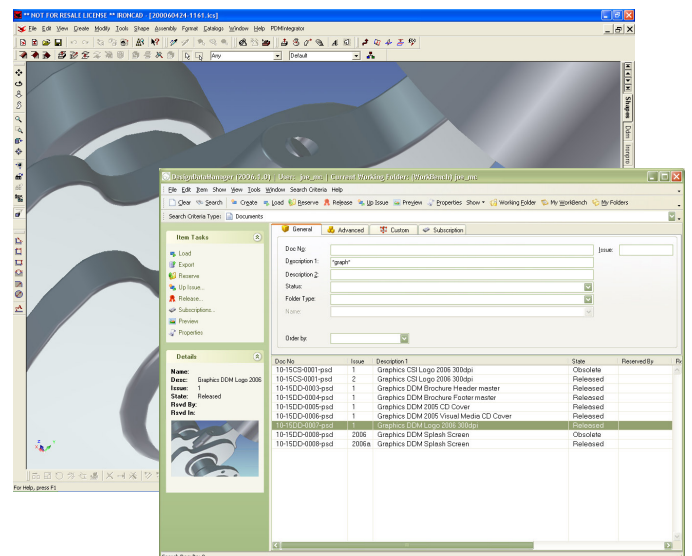 ** NOT FOR RESALE LICENSE ** IRONCAD - [200060424-1161.ics]
File Edit View Create Modify Tools Shape Assembly Format Catalogs Window Help PDMIntegrator
Any
Default
Shapes
Ddm
DesignDataManager (2006.1.0) | User: joe_mc | Current Working Folder: (WorkBench) joe_mc
File Edit Item Show View Tools Window Search Criteria Help
Clear Search Create Load Reserve Release Up Issue Preview Properties Show Working Folder My WorkBench My Folders
Search Criteria Type: Documents
General Advanced Custom Subscription
Item Tasks
Load
Export
Reserve
Up Issue...
Release...
Subscriptions...
Preview
Properties
Doc No: Issue:
Description 1: *graph*
Description 2:
Status:
Folder Type:
Name:
Order by:
Details
Name:
Desc: Graphics DDM Logo 2006
Issue: 1
State: Released
Rsvd By:
Rsvd In:
Doc No Issue Description 1 State Reserved By
10-15CS-0001-psd 1 Graphics CSI Logo 2006 300dpi Obsolete
10-15CS-0001-psd 2 Graphics CSI Logo 2006 300dpi Released
10-15DD-0003-psd 1 Graphics DDM Brochure Header master Released
10-15DD-0004-psd 1 Graphics DDM Brochure Footer master Released
10-15DD-0005-psd 1 Graphics DDM 2005 CD Cover Released
10-15DD-0006-psd 1 Graphics DDM 2005 Visual Media CD Cover Released
10-15DD-0007-psd 1 Graphics DDM Logo 2006 300dpi Released
10-15DD-0008-psd 2006 Graphics DDM Splash Screen Obsolete
10-15DD-0008-psd 2006a Graphics DDM Splash Screen Released
For Help, press F1